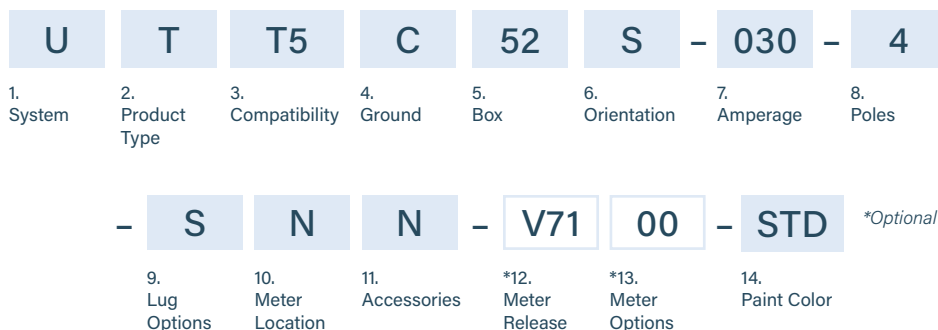 U T T5 C 52 S – 030 – 4
1. 2. 3. 4. 5. 6. 7. 8.
System Product Compatibility Ground Box Orientation Amperage Poles
Type
– S N N – V71 00 – STD *Optional
9. 10. 11. *12. *13. 14.
Lug Meter Accessories Meter Meter Paint Color
Options Location Release Options